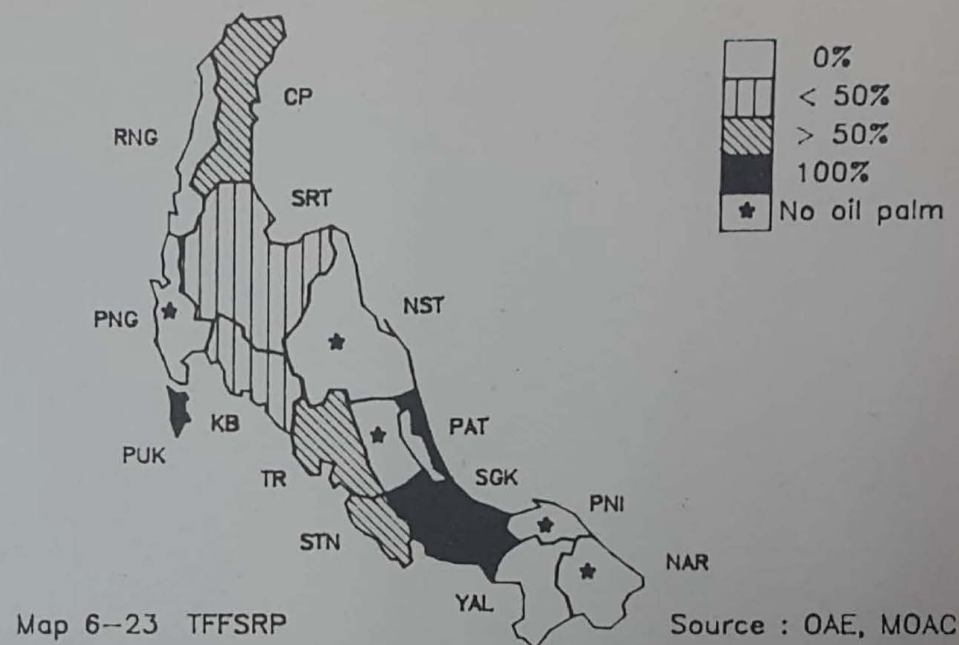 0%
< 50%
> 50%
100%
★ No oil palm
CP
RNG
SRT
NST
PNG
KB
PUK
PAT
TR
SGK
PNI
STN
NAR
YAL
Map 6-23 TFFSRP
Source : OAE, MOAC